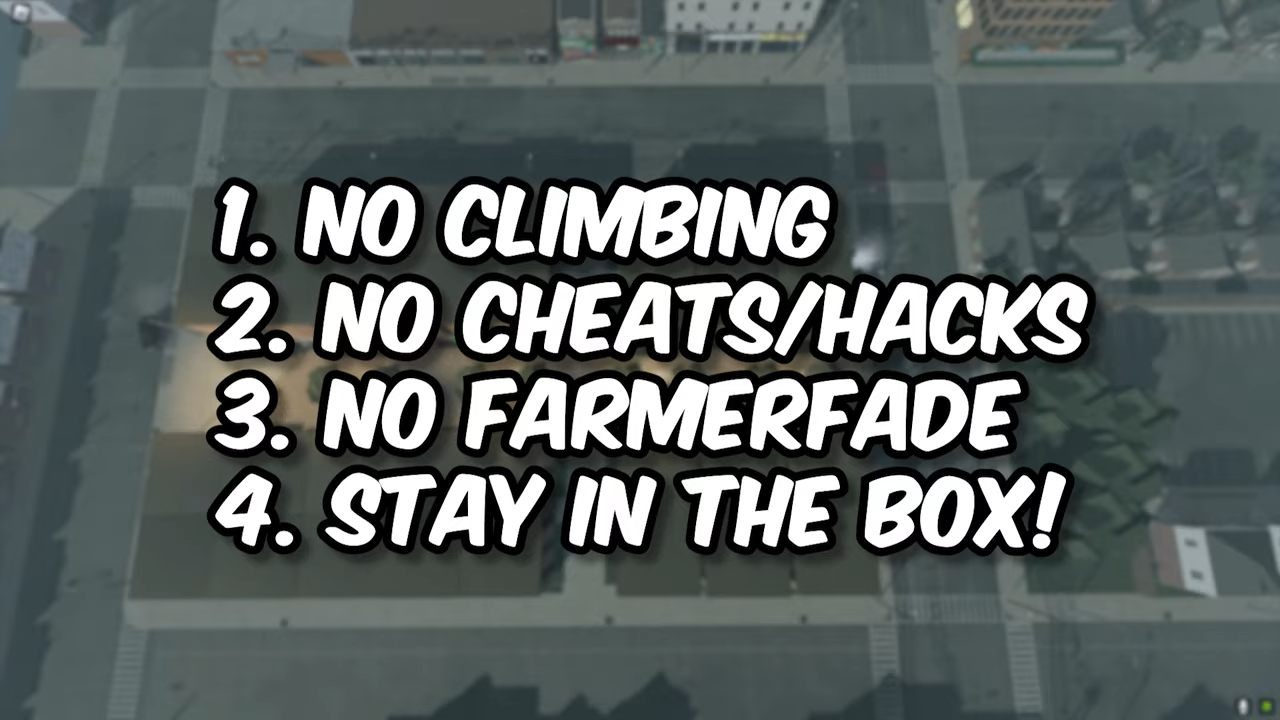 1. NO CLIMBING
2. NO CHEATS/HACKS
3. NO FARMERFADE
4. STAY IN THE BOX!